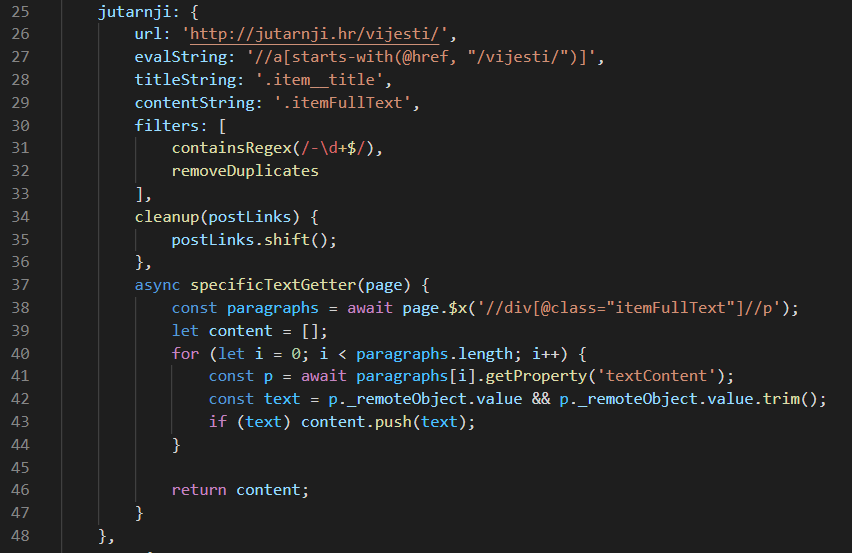 25 jutarnji: {
26 url: 'http://jutarnji.hr/vijesti/',
27 evalString: '//a[starts-with(@href, "/vijesti/")]',
28 titleString: '.item__title',
29 contentString: '.itemFullText',
30 filters: [
31 containsRegex(/-\d+$/),
32 removeDuplicates
33 ],
34 cleanup(postLinks) {
35 postLinks.shift();
36 },
37 async specificTextGetter(page) {
38 const paragraphs = await page.$x('//div[@class="itemFullText"]//p');
39 let content = [];
40 for (let i = 0; i < paragraphs.length; i++) {
41 const p = await paragraphs[i].getProperty('textContent');
42 const text = p._remoteObject.value && p._remoteObject.value.trim();
43 if (text) content.push(text);
44 }
45
46 return content;
47 }
48 },